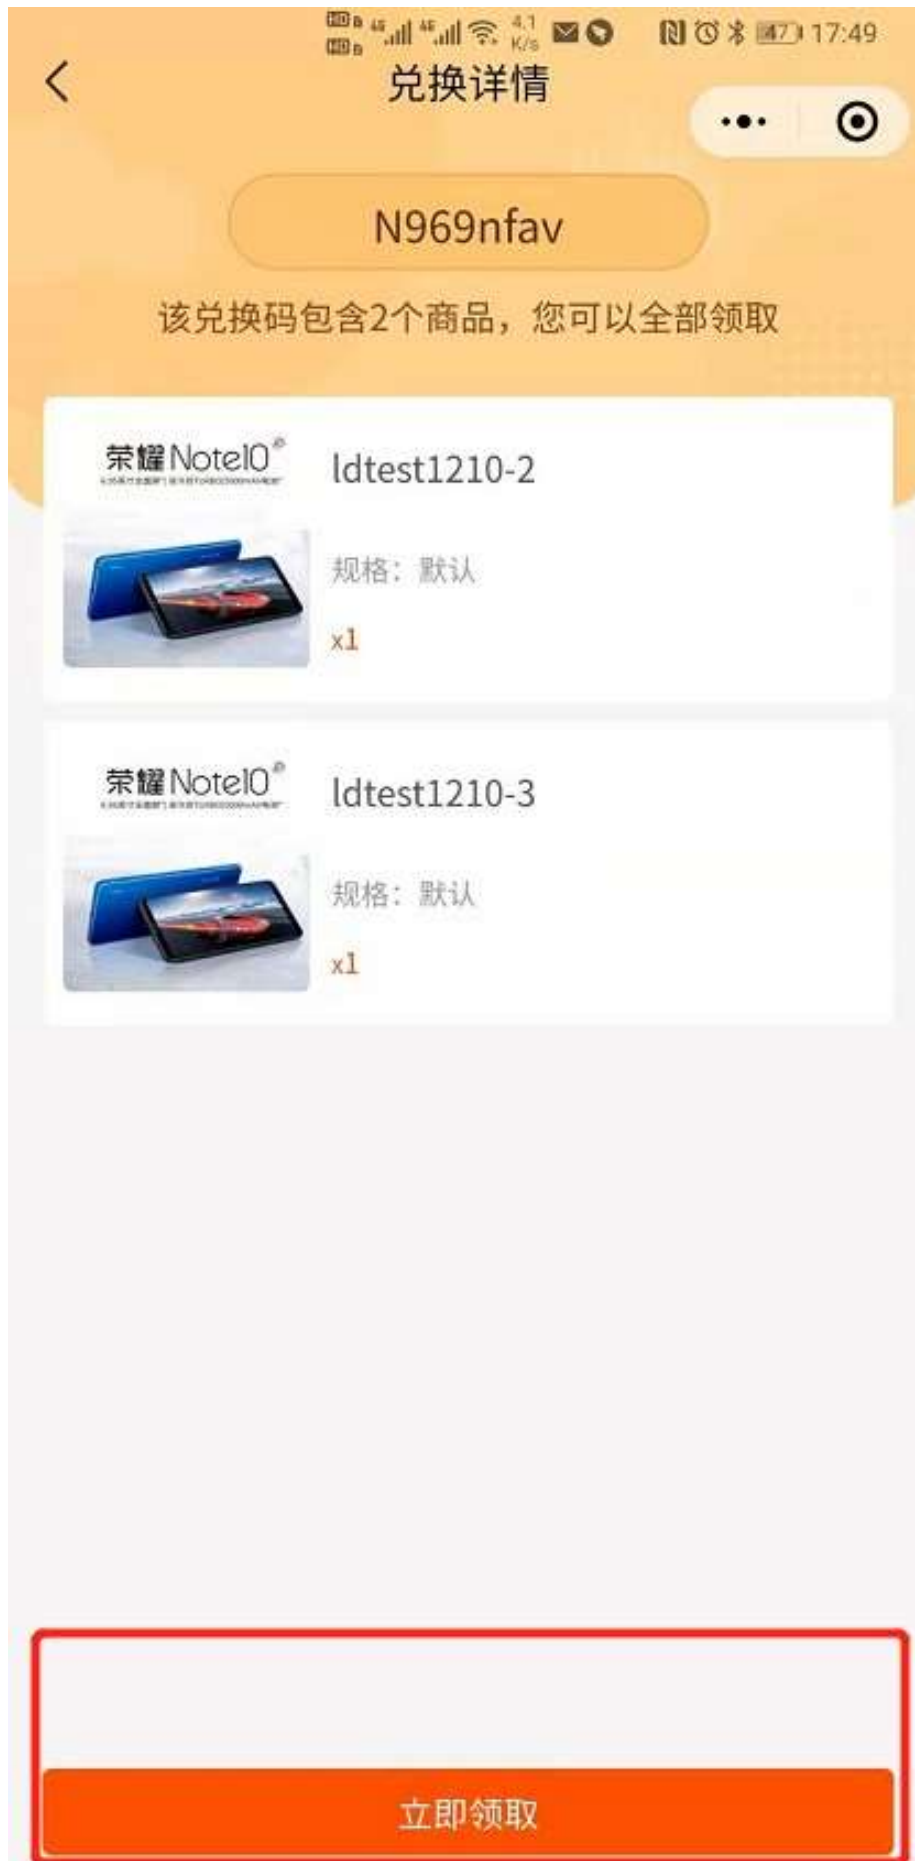 4.1
K/s
47
17:49
兑换详情
N969nfav
该兑换码包含2个商品，您可以全部领取
荣耀Note10
ldtest1210-2
规格：默认
x1
荣耀Note10
ldtest1210-3
规格：默认
x1
立即领取